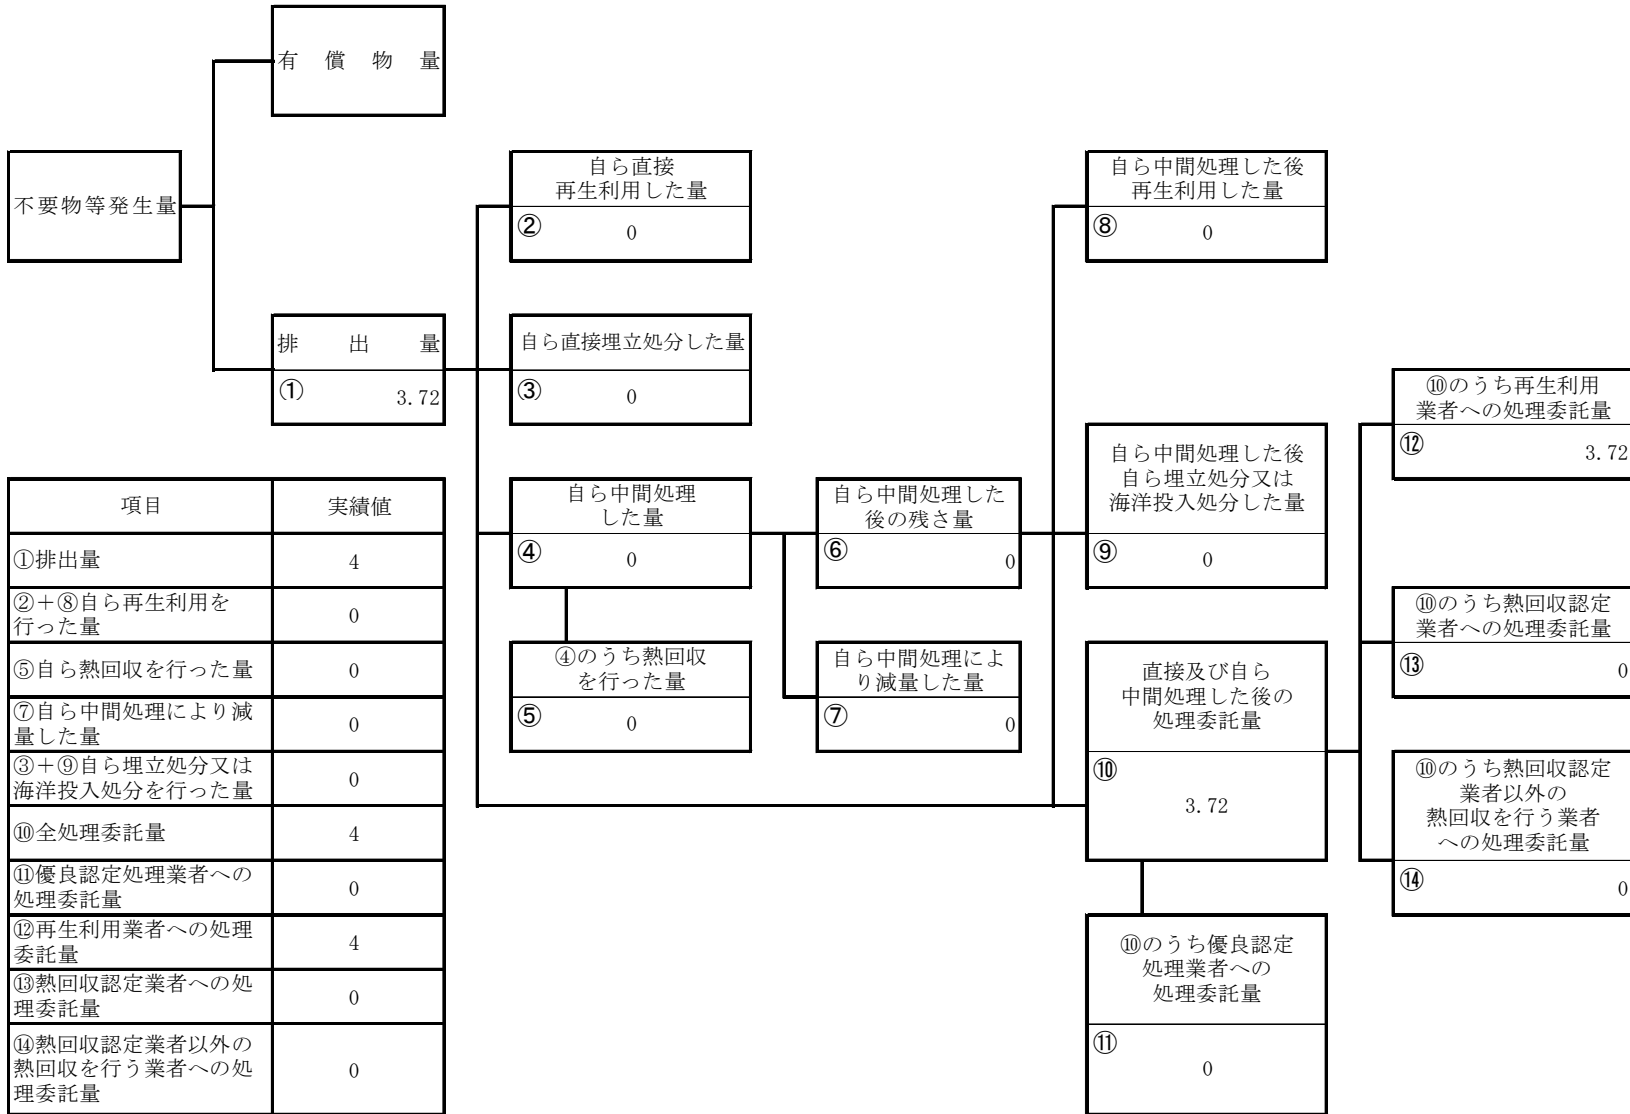 有償物量
不要物等発生量
排出量
① 3.72
自ら直接
再生利用した量
② 0
自ら直接埋立処分した量
③ 0
自ら中間処理
した量
④ 0
④のうち熱回収
を行った量
⑤ 0
自ら中間処理した
後の残さ量
⑥ 0
自ら中間処理によ
り減量した量
⑦ 0
自ら中間処理した後
再生利用した量
⑧ 0
自ら中間処理した後
自ら埋立処分又は
海洋投入処分した量
⑨ 0
直接及び自ら
中間処理した後の
処理委託量
⑩
3.72
⑩のうち優良認定
処理業者への
処理委託量
⑪
0
⑩のうち再生利用
業者への処理委託量
⑫ 3.72
⑩のうち熱回収認定
業者への処理委託量
⑬ 0
⑩のうち熱回収認定
業者以外の
熱回収を行う業者
への処理委託量
⑭ 0
項目 実績値
①排出量 4
②+⑧自ら再生利用を
行った量 0
⑤自ら熱回収を行った量 0
⑦自ら中間処理により減
量した量 0
③+⑨自ら埋立処分又は
海洋投入処分を行った量 0
⑩全処理委託量 4
⑪優良認定処理業者への
処理委託量 0
⑫再生利用業者への処理
委託量 4
⑬熱回収認定業者への処
理委託量 0
⑭熱回収認定業者以外の
熱回収を行う業者への処
理委託量 0